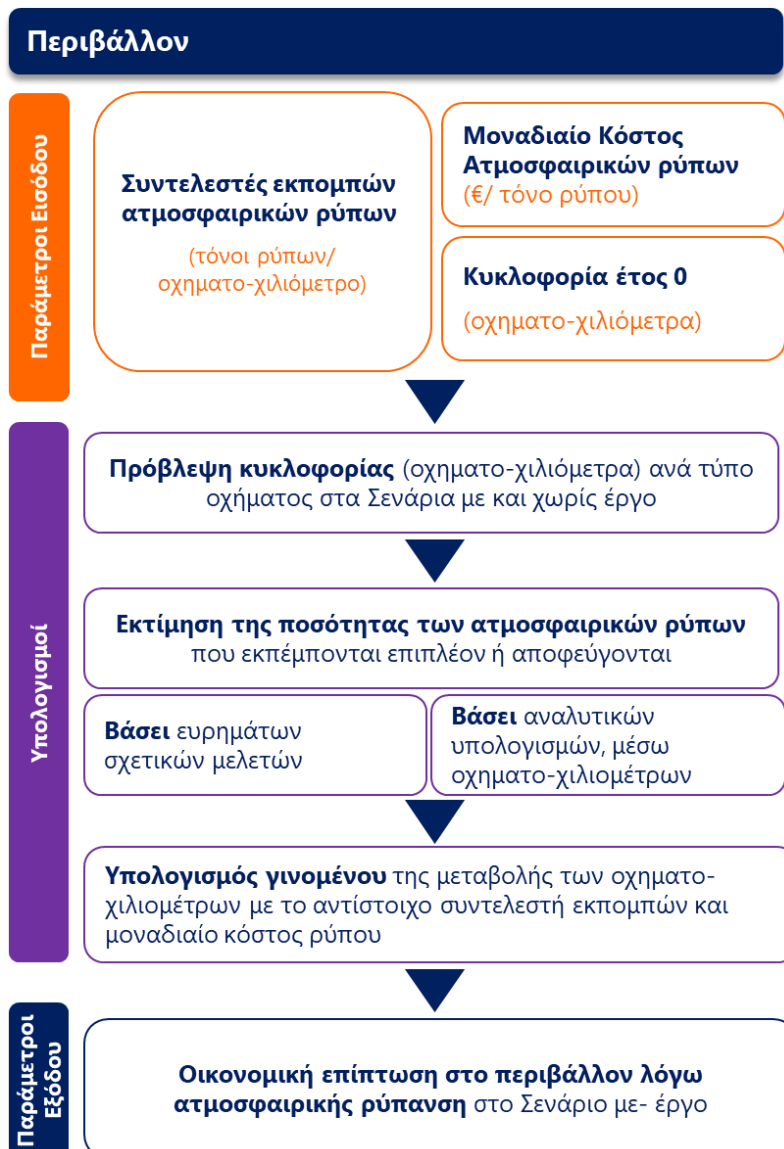 Περιβάλλον
Παράμετροι Εισόδου
Συντελεστές εκπομπών
ατμοσφαιρικών ρύπων
(τόνοι ρύπων/
οχηματο-χιλιόμετρο)
Μοναδιαίο Κόστος
Ατμοσφαιρικών ρύπων
(€/ τόνο ρύπου)
Κυκλοφορία έτος 0
(οχηματο-χιλιόμετρα)
Υπολογισμοί
Πρόβλεψη κυκλοφορίας (οχηματο-χιλιόμετρα) ανά τύπο
οχήματος στα Σενάρια με και χωρίς έργο
Εκτίμηση της ποσότητας των ατμοσφαιρικών ρύπων
που εκπέμπονται επιπλέον ή αποφεύγονται
Βάσει ευρημάτων
σχετικών μελετών
Βάσει αναλυτικών
υπολογισμών, μέσω
οχηματο-χιλιομέτρων
Υπολογισμός γινομένου της μεταβολής των οχηματο-
χιλιομέτρων με το αντίστοιχο συντελεστή εκπομπών και
μοναδιαίο κόστος ρύπου
Παράμετροι
Εξόδου
Οικονομική επίπτωση στο περιβάλλον λόγω
ατμοσφαιρικής ρύπανση στο Σενάριο με- έργο